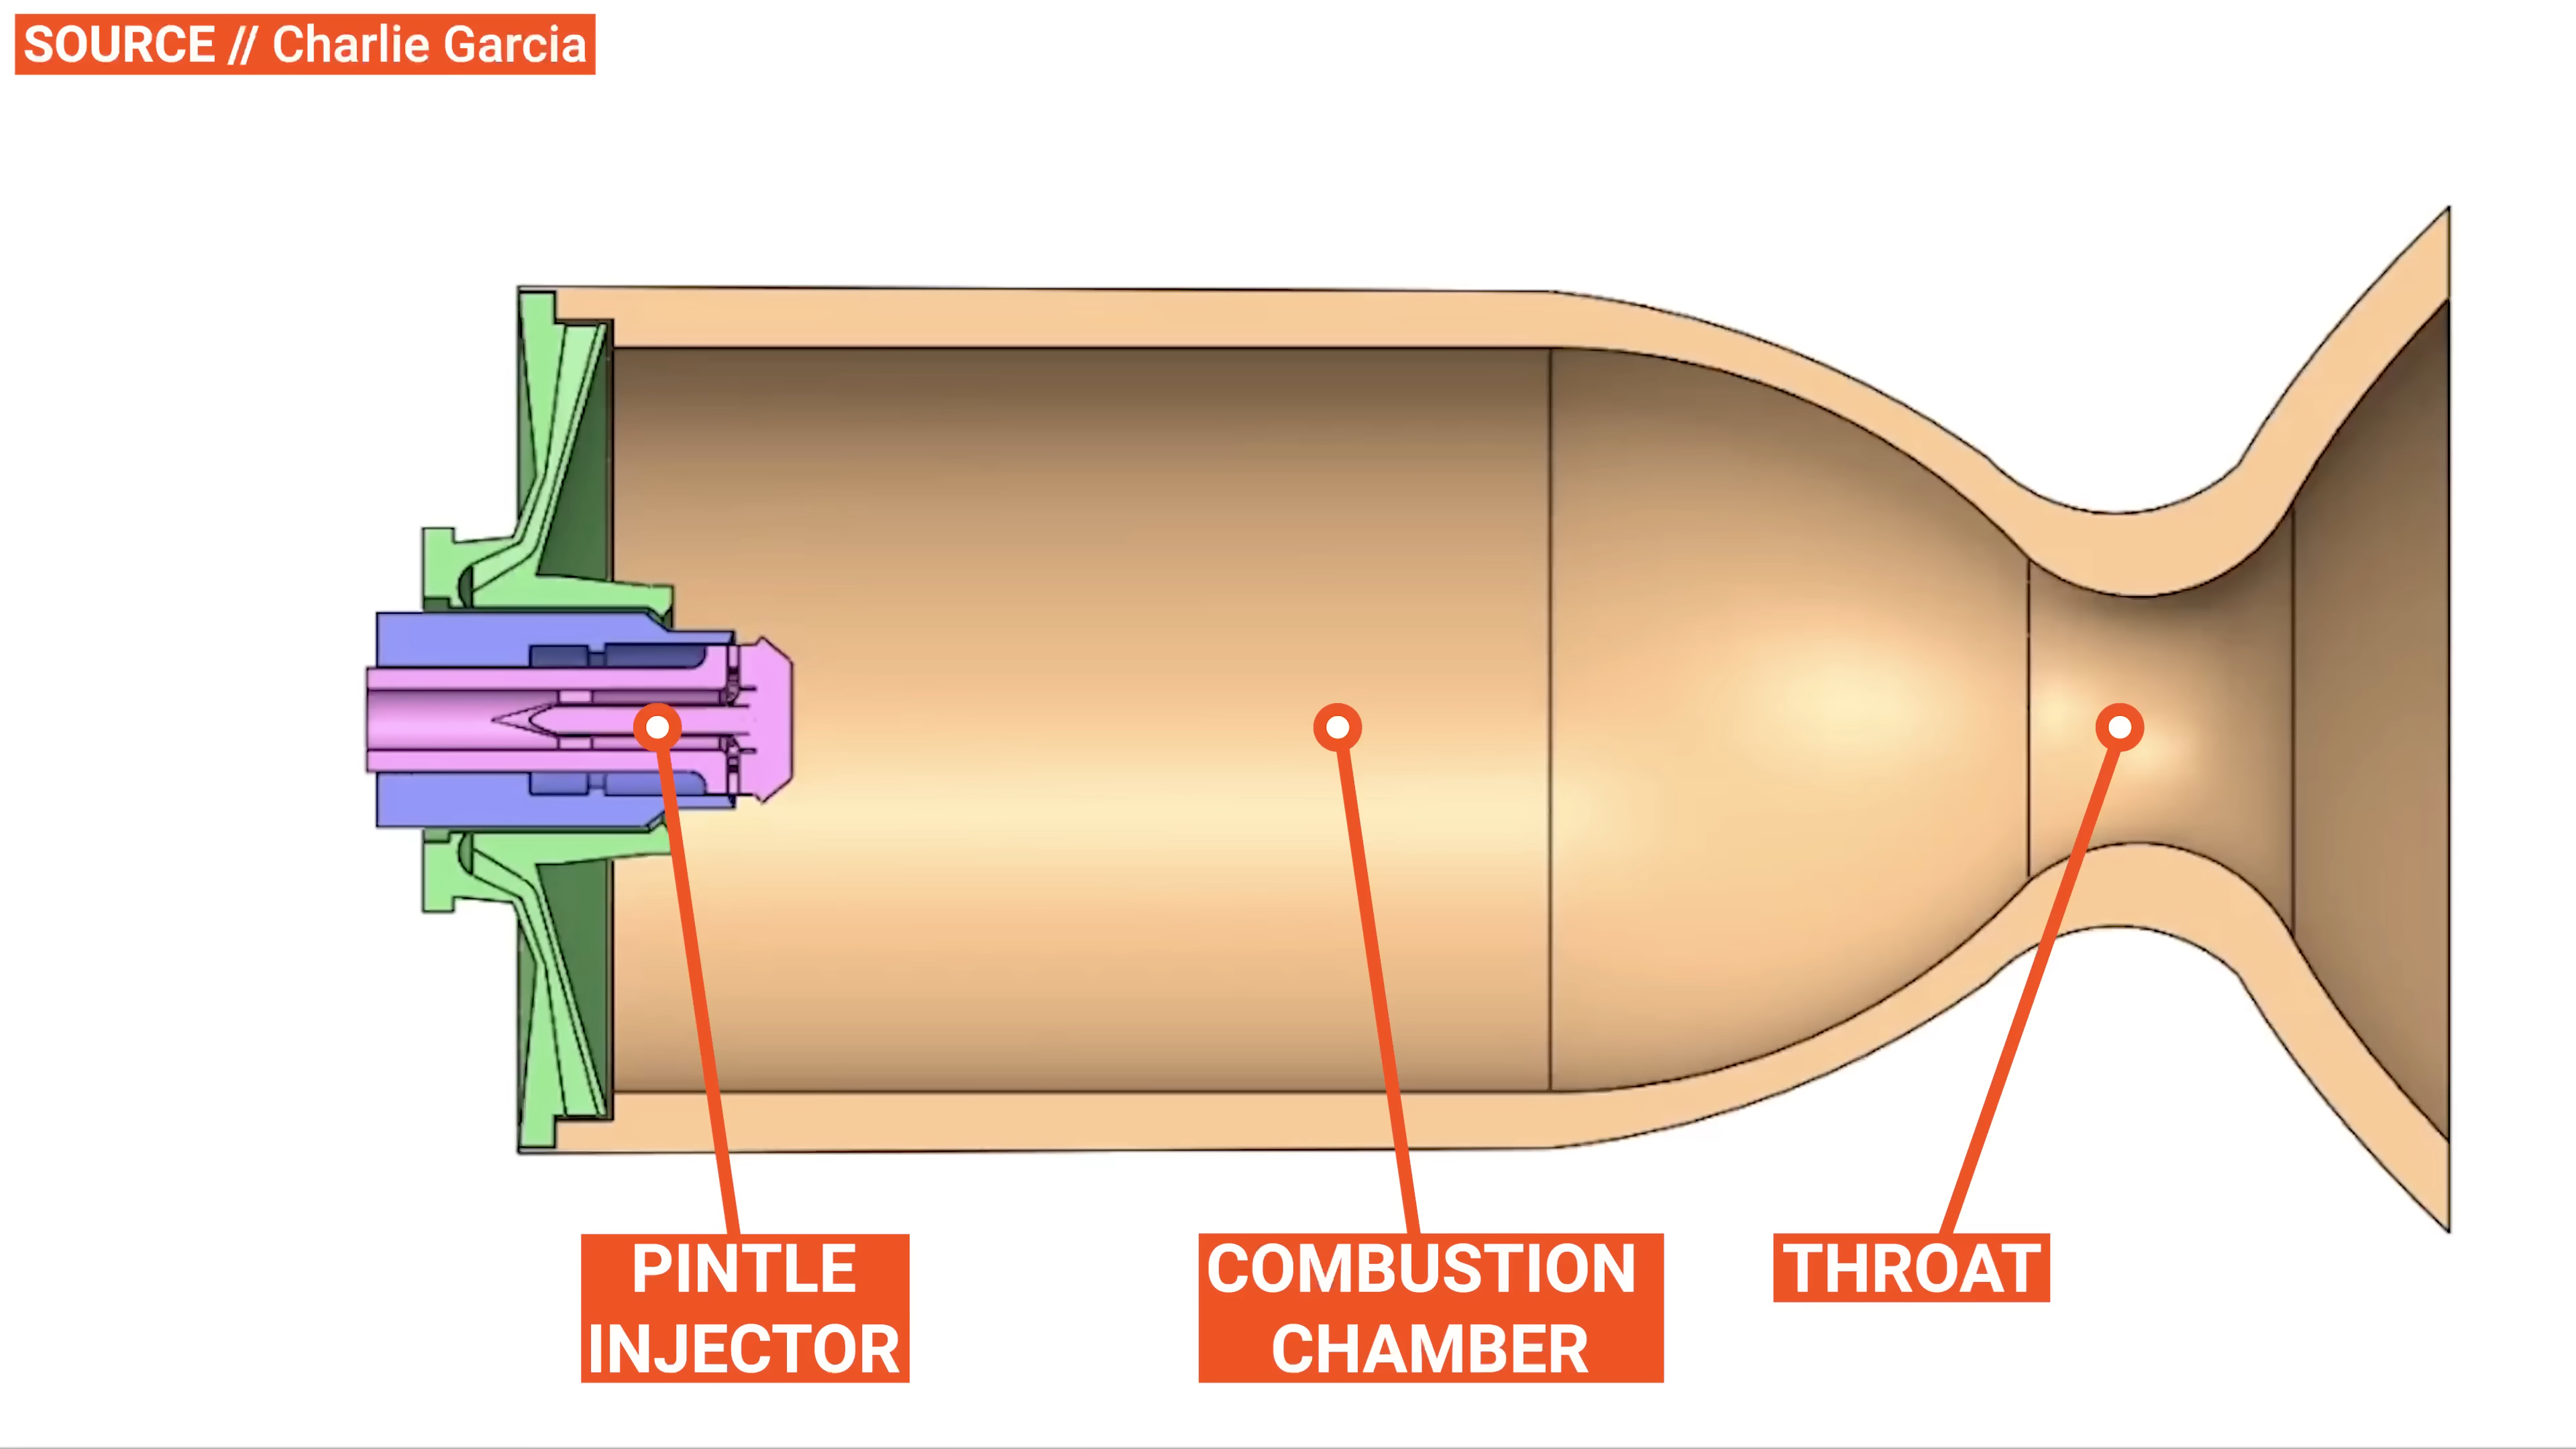 SOURCE // Charlie Garcia
PINTLE
INJECTOR
COMBUSTION
CHAMBER
THROAT